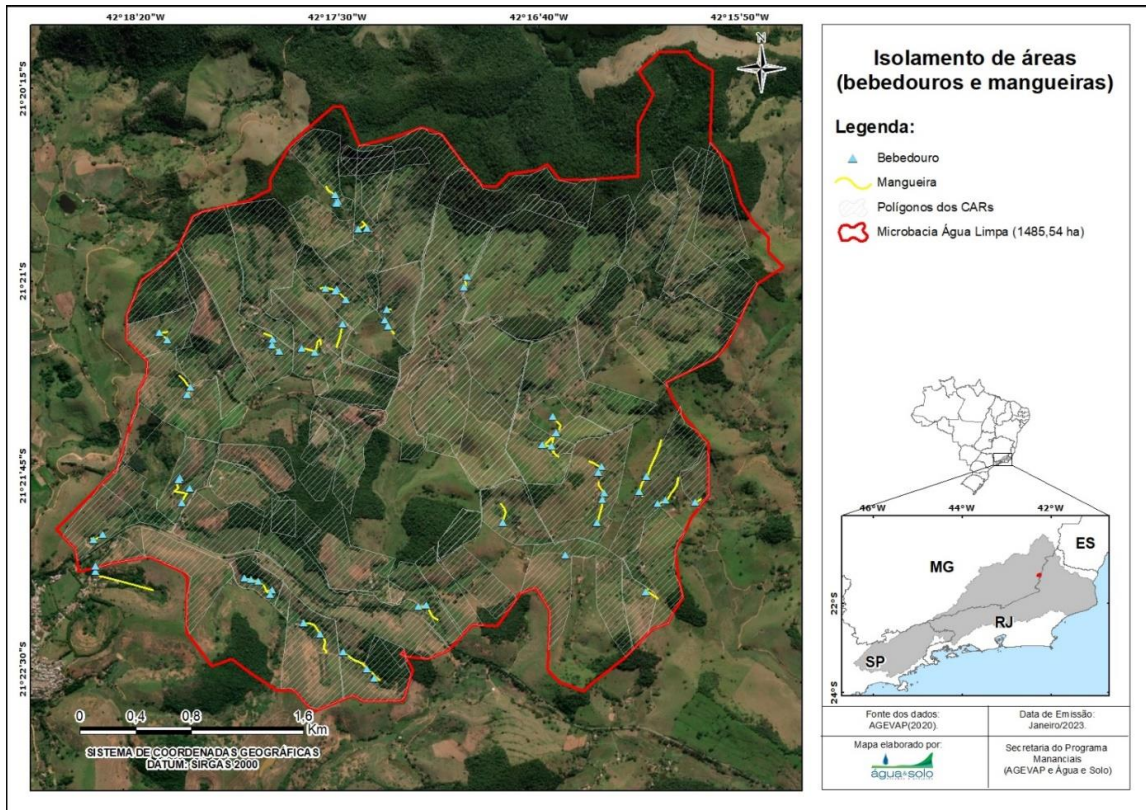 42°18'20"W
42°17'30"W
42°16'40"W
42°15'50"W
21°20'15"S
21°21'S
21°21'45"S
21°22'30"S
N
0 0,4 0,8 1,6
Km
SISTEMA DE COORDENADAS GEOGRÁFICAS
DATUM: SIRGAS 2000
Isolamento de áreas
(bebedouros e mangueiras)
Legenda:
Bebedouro
Mangueira
Polígonos dos CARs
Microbacia Água Limpa (1485,54 ha)
46°W
44°W
42°W
ES
MG
22°S
RJ
SP
24°S
Fonte dos dados:
AGEVAP(2020).
Data de Emissão:
Janeiro/2023.
Mapa elaborado por:
água&solo
Secretaria do Programa
Mananciais
(AGEVAP e Água e Solo)